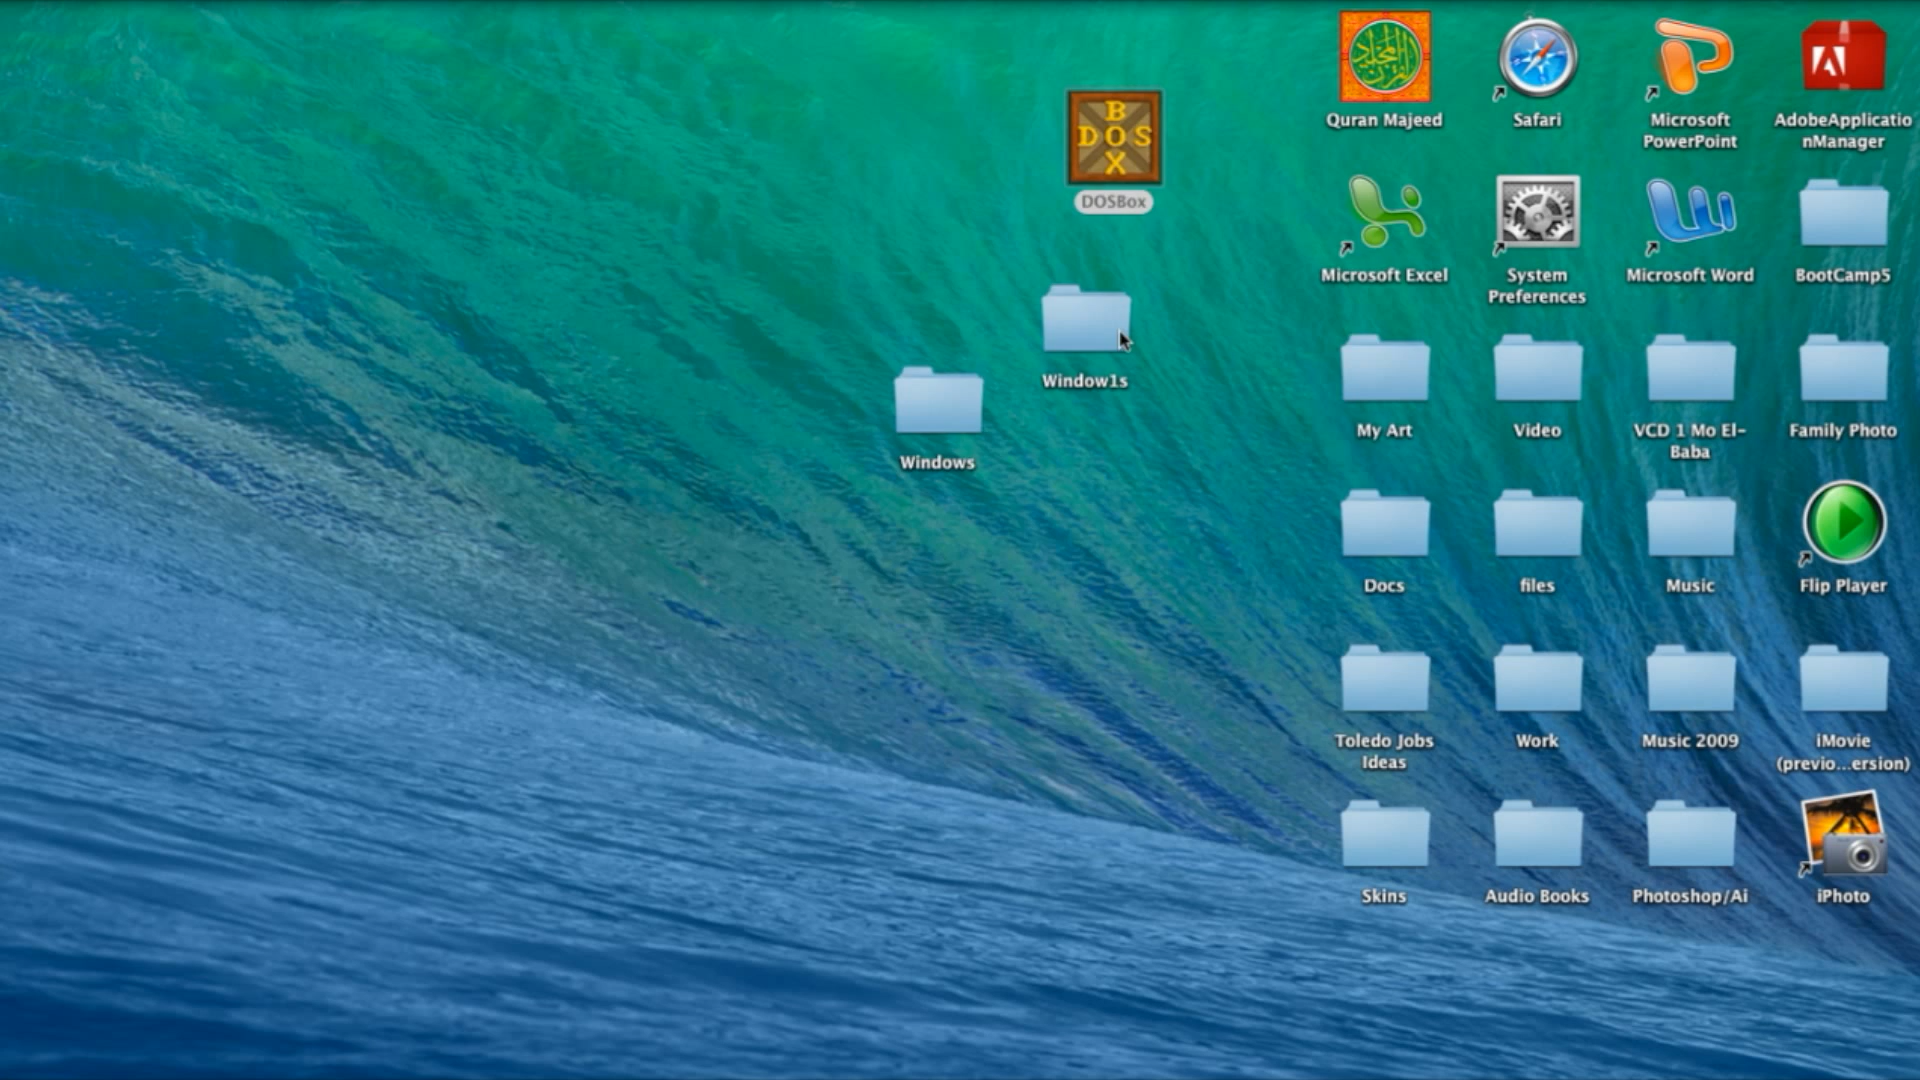 Quran Majeed
Safari
Microsoft
PowerPoint
AdobeApplicatio
nManager
B
DOS
X
DOSBox
Microsoft Excel
System
Preferences
Microsoft Word
BootCamp5
Window1s
Windows
My Art
Video
VCD 1 Mo El-
Baba
Family Photo
Docs
files
Music
Flip Player
Toledo Jobs
Ideas
Work
Music 2009
iMovie
(previo...ersion)
Skins
Audio Books
Photoshop/Ai
iPhoto